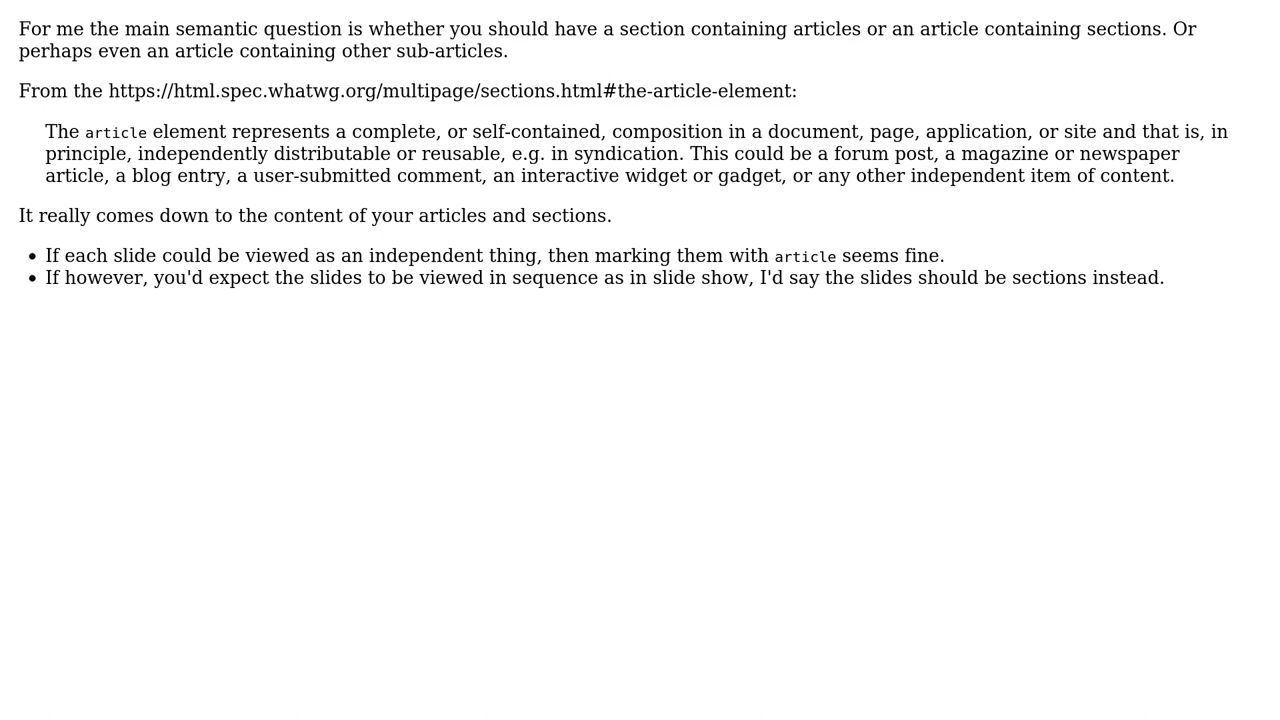 For me the main semantic question is whether you should have a section containing articles or an article containing sections. Or
perhaps even an article containing other sub-articles.
From the https://html.spec.whatwg.org/multipage/sections.html#the-article-element:
The article element represents a complete, or self-contained, composition in a document, page, application, or site and that is, in
principle, independently distributable or reusable, e.g. in syndication. This could be a forum post, a magazine or newspaper
article, a blog entry, a user-submitted comment, an interactive widget or gadget, or any other independent item of content.
It really comes down to the content of your articles and sections.
• If each slide could be viewed as an independent thing, then marking them with article seems fine.
• If however, you'd expect the slides to be viewed in sequence as in slide show, I'd say the slides should be sections instead.